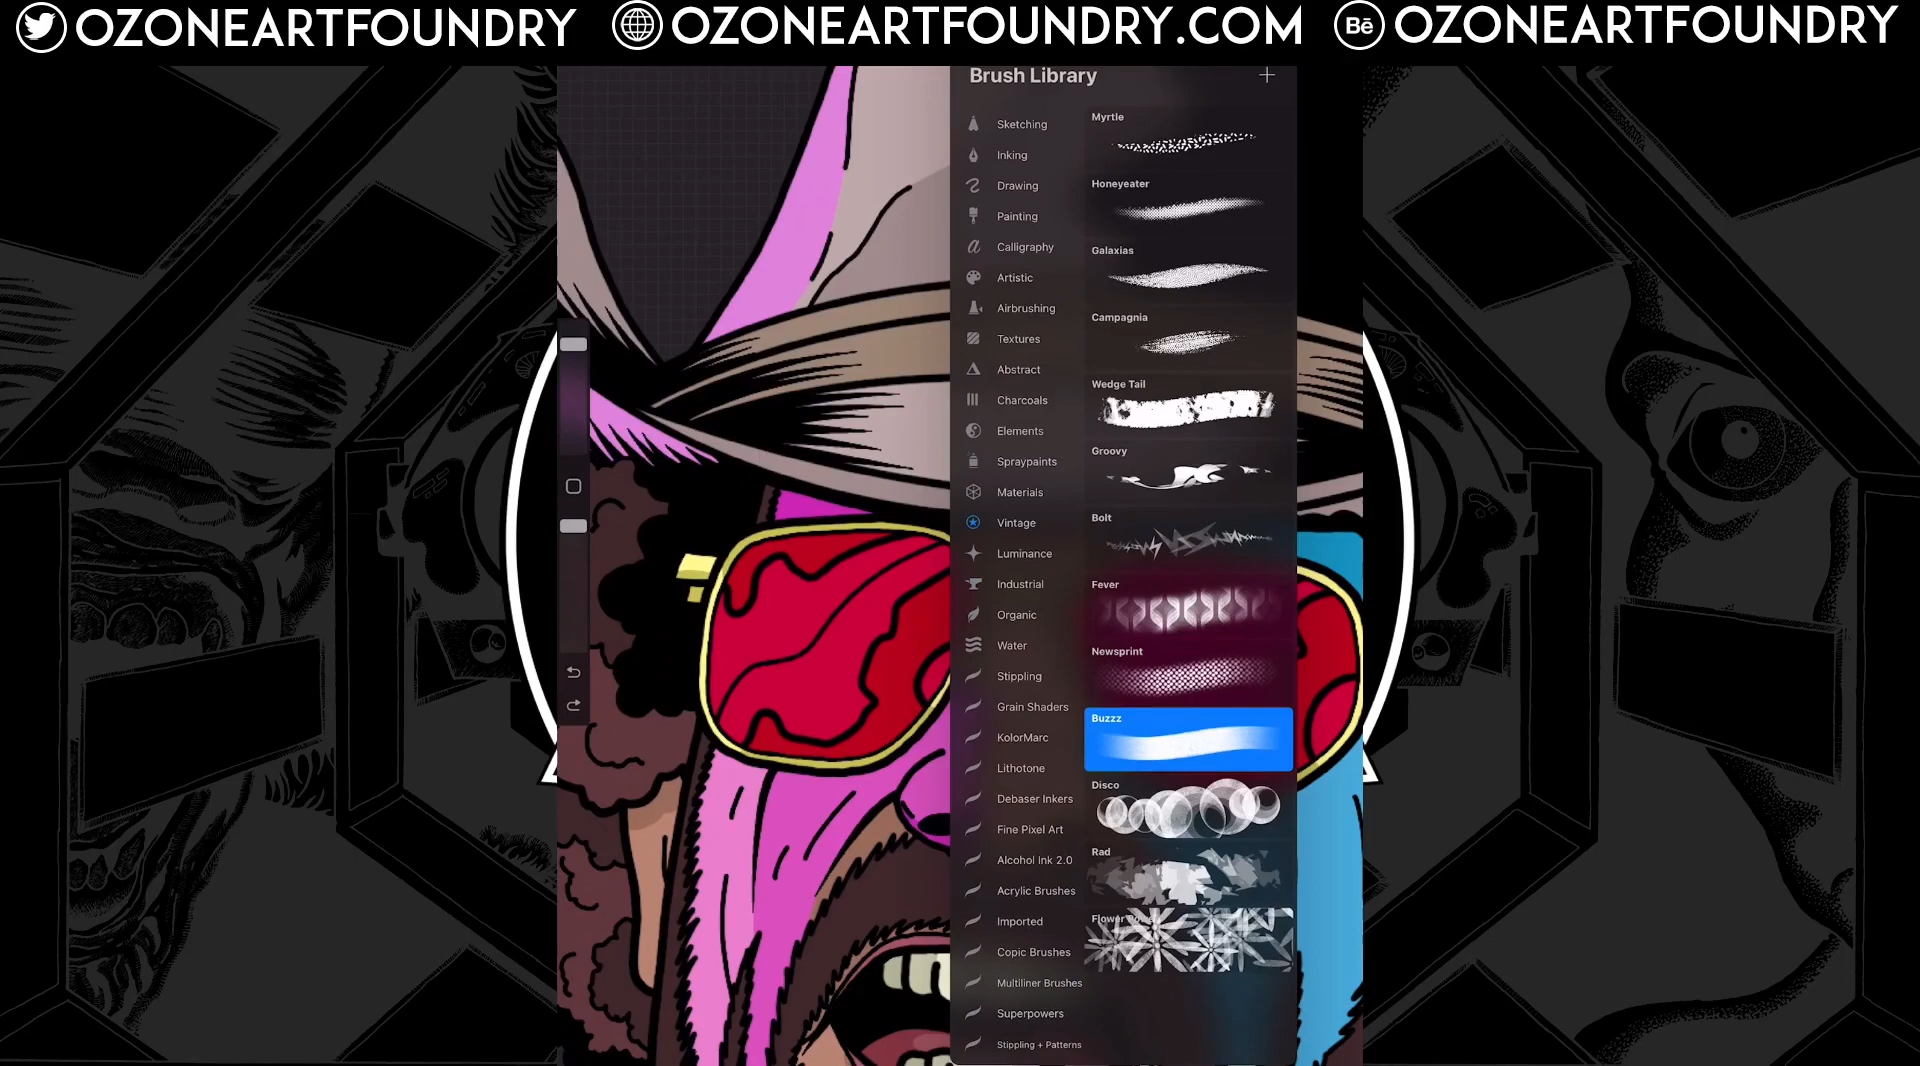 OZONEARTFOUNDRY
OZONEARTFOUNDRY.COM
Bē OZONEARTFOUNDRY
Brush Library
Sketching
Inking
Drawing
Painting
Calligraphy
Artistic
Airbrushing
Textures
Abstract
Charcoals
Elements
Spraypaints
Materials
Vintage
Luminance
Industrial
Organic
Water
Stippling
Grain Shaders
KolorMarc
Lithotone
Debaser Inkers
Fine Pixel Art
Alcohol Ink 2.0
Acrylic Brushes
Imported
Copic Brushes
Multiliner Brushes
Superpowers
Stippling + Patterns
Myrtle
Honeyeater
Galaxias
Campagnia
Wedge Tail
Groovy
Bolt
Fever
Newsprint
Buzzz
Disco
Rad
Flower Power